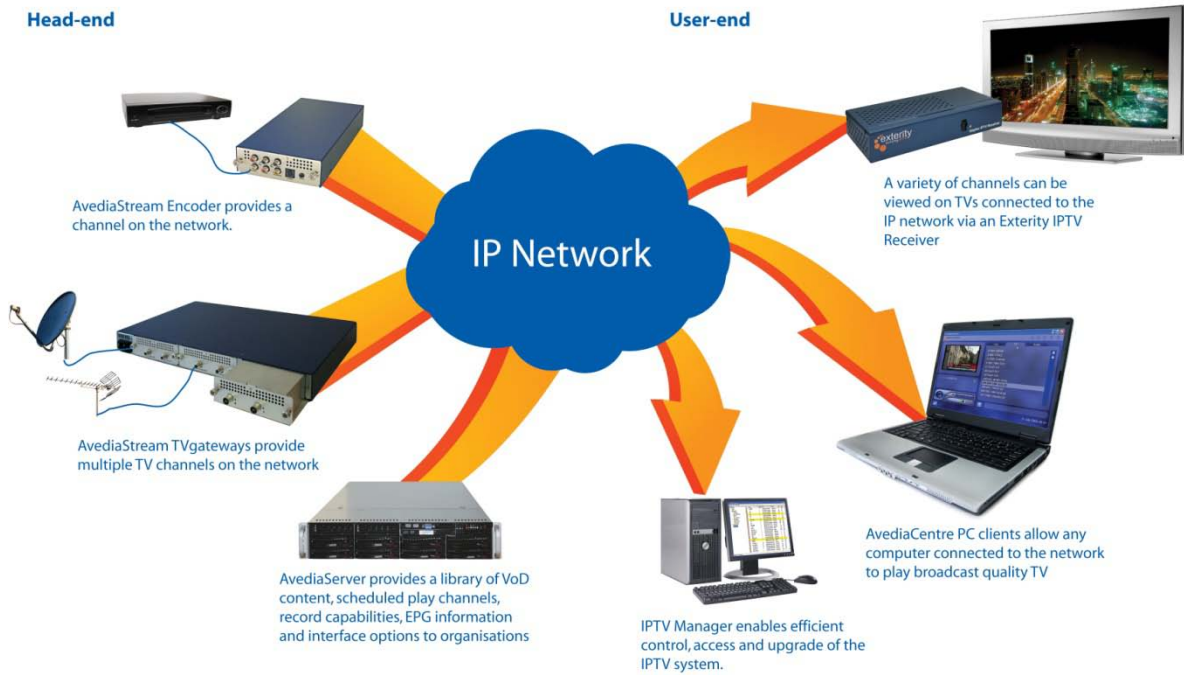 Head-end
User-end
AvediaStream Encoder provides a
channel on the network.
IP Network
exterity
A variety of channels can be
viewed on TVs connected to the
IP network via an Exterity IPTV
Receiver
AvediaStream TVgateways provide
multiple TV channels on the network
AvediaServer provides a library of VoD
content, scheduled play channels,
record capabilities, EPG information
and interface options to organisations
IPTV Manager enables efficient
control, access and upgrade of the
IPTV system.
AvediaCentre PC clients allow any
computer connected to the network
to play broadcast quality TV